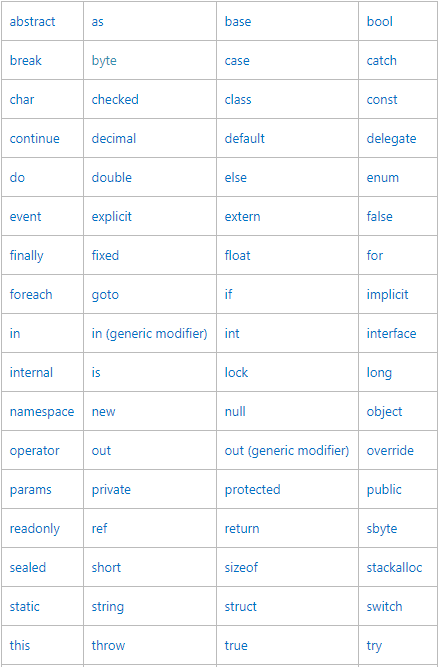 abstract as base bool
break byte case catch
char checked class const
continue decimal default delegate
do double else enum
event explicit extern false
finally fixed float for
foreach goto if implicit
in in (generic modifier) int interface
internal is lock long
namespace new null object
operator out out (generic modifier) override
params private protected public
readonly ref return sbyte
sealed short sizeof stackalloc
static string struct switch
this throw true try